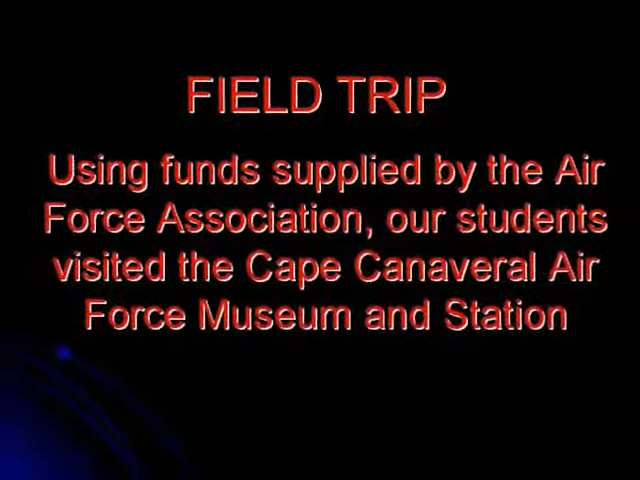 FIELD TRIP
Using funds supplied by the Air
Force Association, our students
visited the Cape Canaveral Air
Force Museum and Station